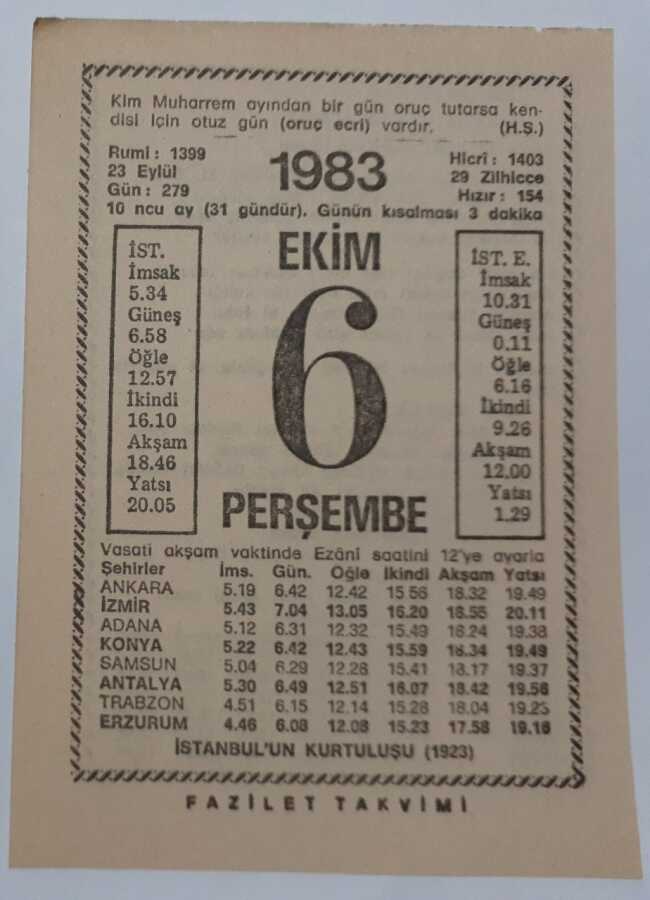 Kim Muharrem ayından bir gün oruç tutarsa ken-
disi için otuz gün (oruç ecri) vardır. (H.Ş.)
Rumi : 1399
23 Eylül
Gün : 279
1983
Hicrî : 1403
29 Zilhicce
Hızır : 154
10 ncu ay (31 gündür). Günün kısalması 3 dakika
İST.
İmsak
5.34
Güneş
6.58
Öğle
12.57
İkindi
16.10
Akşam
18.46
Yatsı
20.05
EKİM
6
PERŞEMBE
İST. E.
İmsak
10.31
Güneş
0.11
Öğle
6.16
İkindi
9.26
Akşam
12.00
Yatsı
1.29
Vasati akşam vaktinde Ezâni saatini 12'ye ayarla
Şehirler İms. Gün. Öğle İkindi Akşam Yatsı
ANKARA 5.19 6.42 12.42 15.56 18.32 19.49
İZMİR 5.43 7.04 13.05 16.20 18.55 20.11
ADANA 5.12 6.31 12.32 15.49 18.24 19.38
KONYA 5.22 6.42 12.43 15.59 18.34 19.49
SAMSUN 5.04 6.29 12.28 15.41 18.17 19.37
ANTALYA 5.30 6.49 12.51 16.07 18.42 19.56
TRABZON 4.51 6.15 12.14 15.28 18.04 19.23
ERZURUM 4.46 6.08 12.08 15.23 17.58 19.16
İSTANBUL'UN KURTULUŞU (1923)
FAZİLET TAKVİMİ